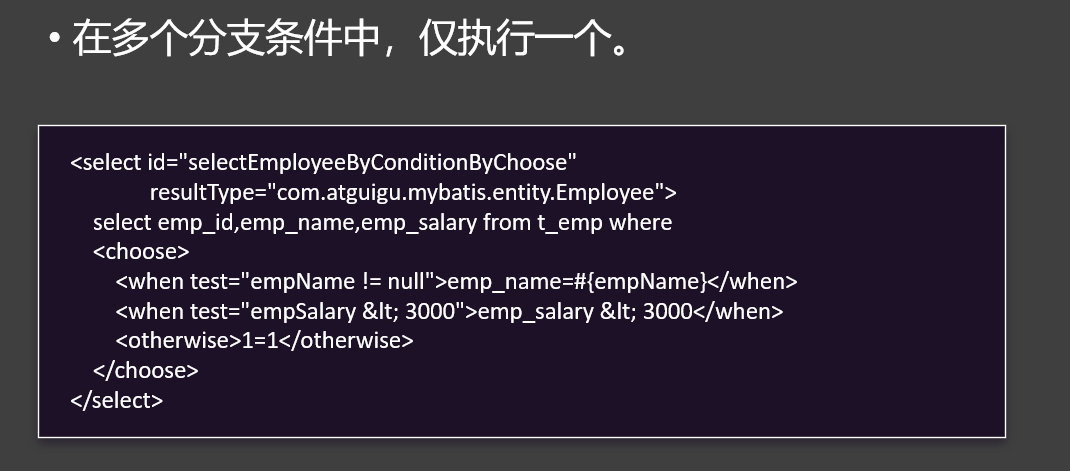 • 在多个分支条件中，仅执行一个。
<select id="selectEmployeeByConditionByChoose"
resultType="com.atguigu.mybatis.entity.Employee">
select emp_id,emp_name,emp_salary from t_emp where
<choose>
<when test="empName != null">emp_name=#{empName}</when>
<when test="empSalary &lt; 3000">emp_salary &lt; 3000</when>
<otherwise>1=1</otherwise>
</choose>
</select>